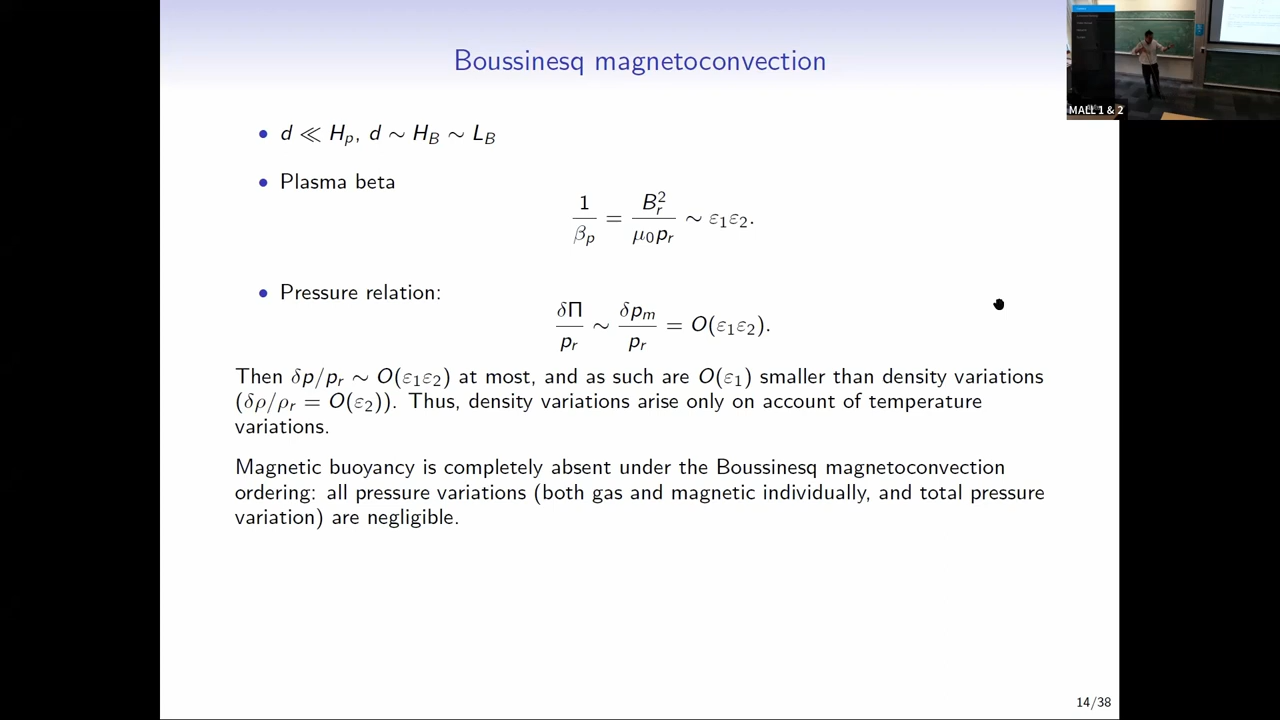 Boussinesq magnetoconvection
MALL 1 & 2
• d ≪ H_p, d ∼ H_B ∼ L_B
• Plasma beta
1/β_p = B_r^2/(μ_0 p_r) ∼ ε_1ε_2.
• Pressure relation:
δΠ/p_r ∼ δp_m/p_r = O(ε_1ε_2).
Then δp/p_r ∼ O(ε_1ε_2) at most, and as such are O(ε_1) smaller than density variations
(δρ/ρ_r = O(ε_2)). Thus, density variations arise only on account of temperature
variations.
Magnetic buoyancy is completely absent under the Boussinesq magnetoconvection
ordering: all pressure variations (both gas and magnetic individually, and total pressure
variation) are negligible.
14/38